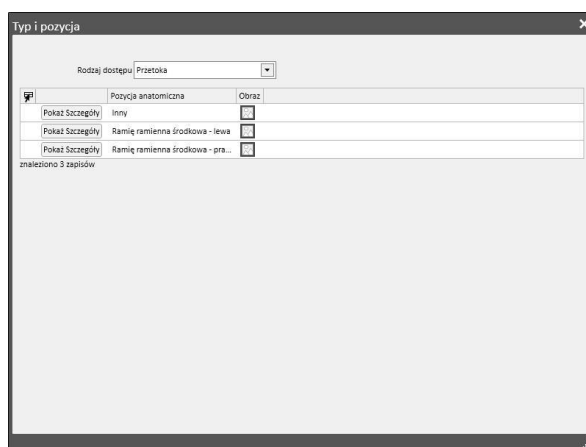 Typ i pozycja
Rodzaj dostępu Przetoka
Pozycja anatomiczna Obraz
Pokaż Szczegóły Inny
Pokaż Szczegóły Ramię ramienna środkowa - lewa
Pokaż Szczegóły Ramię ramienna środkowa - pra...
znaleziono 3 zapisów